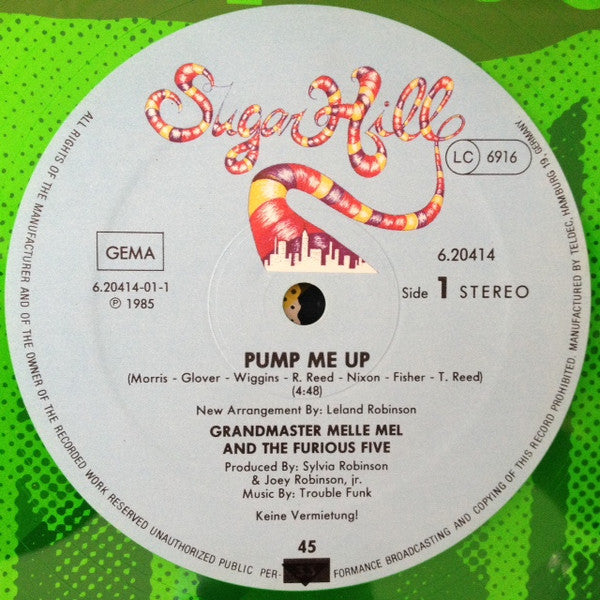 Sugar Hill
LC 6916
GEMA
6.20414-01-1
℗ 1985
6.20414
Side 1 STEREO
PUMP ME UP
(Morris - Glover - Wiggins - R. Reed - Nixon - Fisher - T. Reed)
(4:48)
New Arrangement By: Leland Robinson
GRANDMASTER MELLE MEL
AND THE FURIOUS FIVE
Produced By: Sylvia Robinson
& Joey Robinson, jr.
Music By: Trouble Funk
Keine Vermietung!
45
ALL RIGHTS OF THE MANUFACTURER AND OF THE OWNER OF THE RECORDED WORK RESERVED UNAUTHORIZED PUBLIC PER- FORMANCE BROADCASTING AND COPYING OF THIS RECORD PROHIBITED. MANUFACTURED BY TELDEC, HAMBURG 19, GERMANY